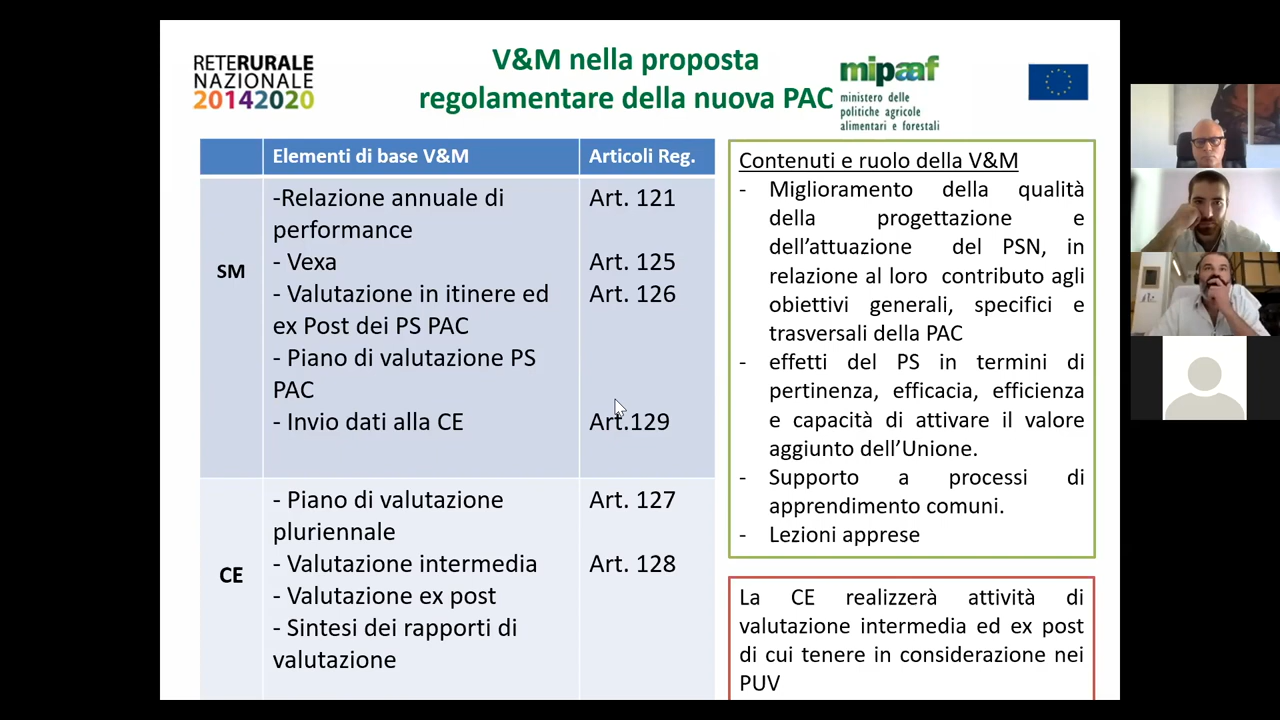 RETERURALE
NAZIONALE
20142020
V&M nella proposta
regolamentare della nuova PAC
mipaaf
ministero delle
politiche agricole
alimentari e forestali
Elementi di base V&M
Articoli Reg.
SM
-Relazione annuale di
performance
- Vexa
- Valutazione in itinere ed
ex Post dei PS PAC
- Piano di valutazione PS
PAC
- Invio dati alla CE
Art. 121
Art. 125
Art. 126
Art.129
CE
- Piano di valutazione
pluriennale
- Valutazione intermedia
- Valutazione ex post
- Sintesi dei rapporti di
valutazione
Art. 127
Art. 128
Contenuti e ruolo della V&M
- Miglioramento della qualità
della progettazione e
dell’attuazione del PSN, in
relazione al loro contributo agli
obiettivi generali, specifici e
trasversali della PAC
- effetti del PS in termini di
pertinenza, efficacia, efficienza
e capacità di attivare il valore
aggiunto dell’Unione.
- Supporto a processi di
apprendimento comuni.
- Lezioni apprese
La CE realizzerà attività di
valutazione intermedia ed ex post
di cui tenere in considerazione nei
PUV